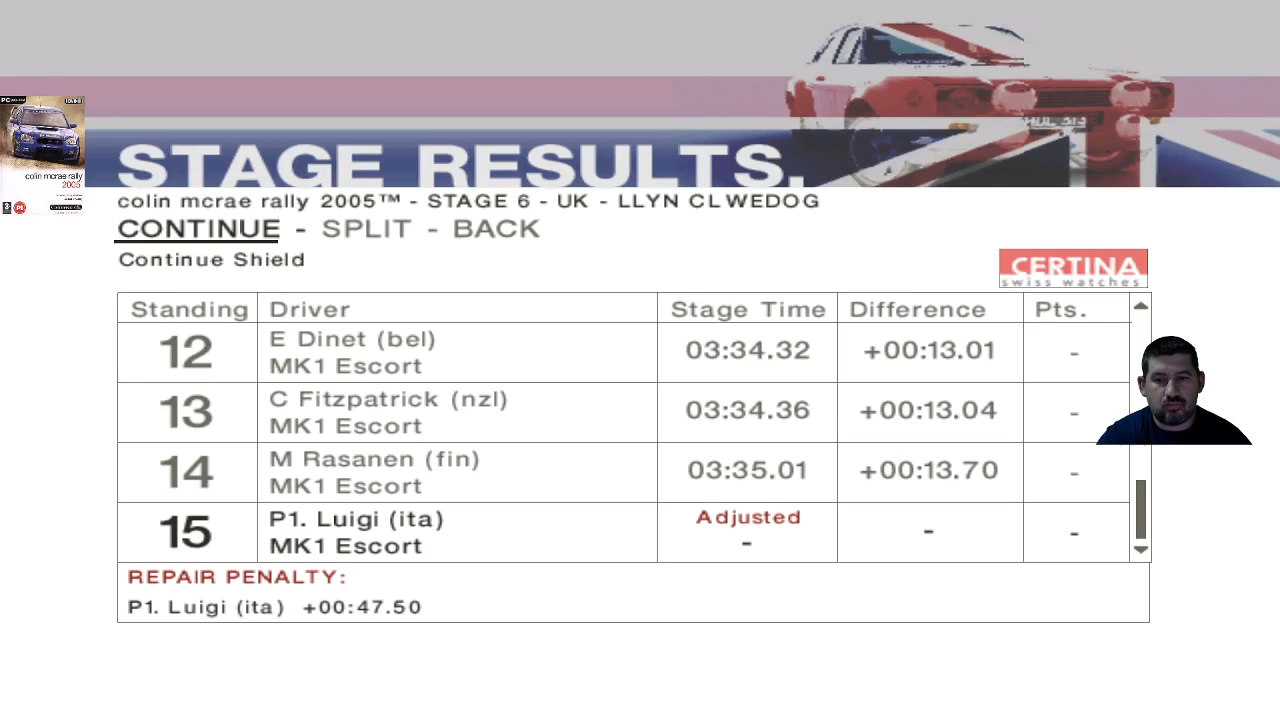 STAGE RESULTS.
colin mcrae rally 2005™ - STAGE 6 - UK - LLYN CLWEDOG
CONTINUE - SPLIT - BACK
Continue Shield
CERTINA
swiss watches
Standing Driver Stage Time Difference Pts.
12 E Dinet (bel) MK1 Escort 03:34.32 +00:13.01 -
13 C Fitzpatrick (nzl) MK1 Escort 03:34.36 +00:13.04 -
14 M Rasanen (fin) MK1 Escort 03:35.01 +00:13.70 -
15 P1. Luigi (ita) MK1 Escort Adjusted - - -
REPAIR PENALTY:
P1. Luigi (ita) +00:47.50
PC
colin mcrae rally
2005